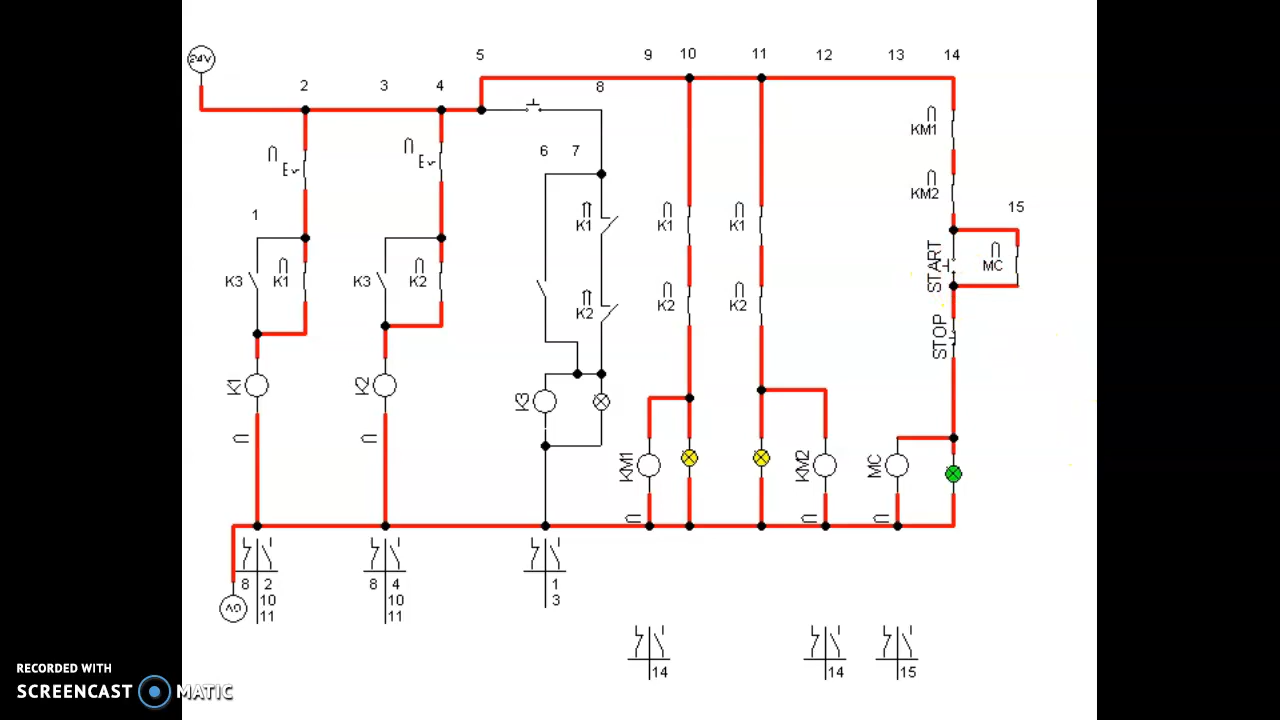 5 9 10 11 12 13 14
24V
2 3 4 8
KM1
6 7
E E
KM2
1 15
K1 K1 K1
START
MC
K3 K1 K3 K2
K2 K2 K2
STOP
K1 K2 K3
KM1 KM2 MC
8 2 8 4 1
10 10 3
0V 11 11
14 14 15
RECORDED WITH
SCREENCAST MATIC